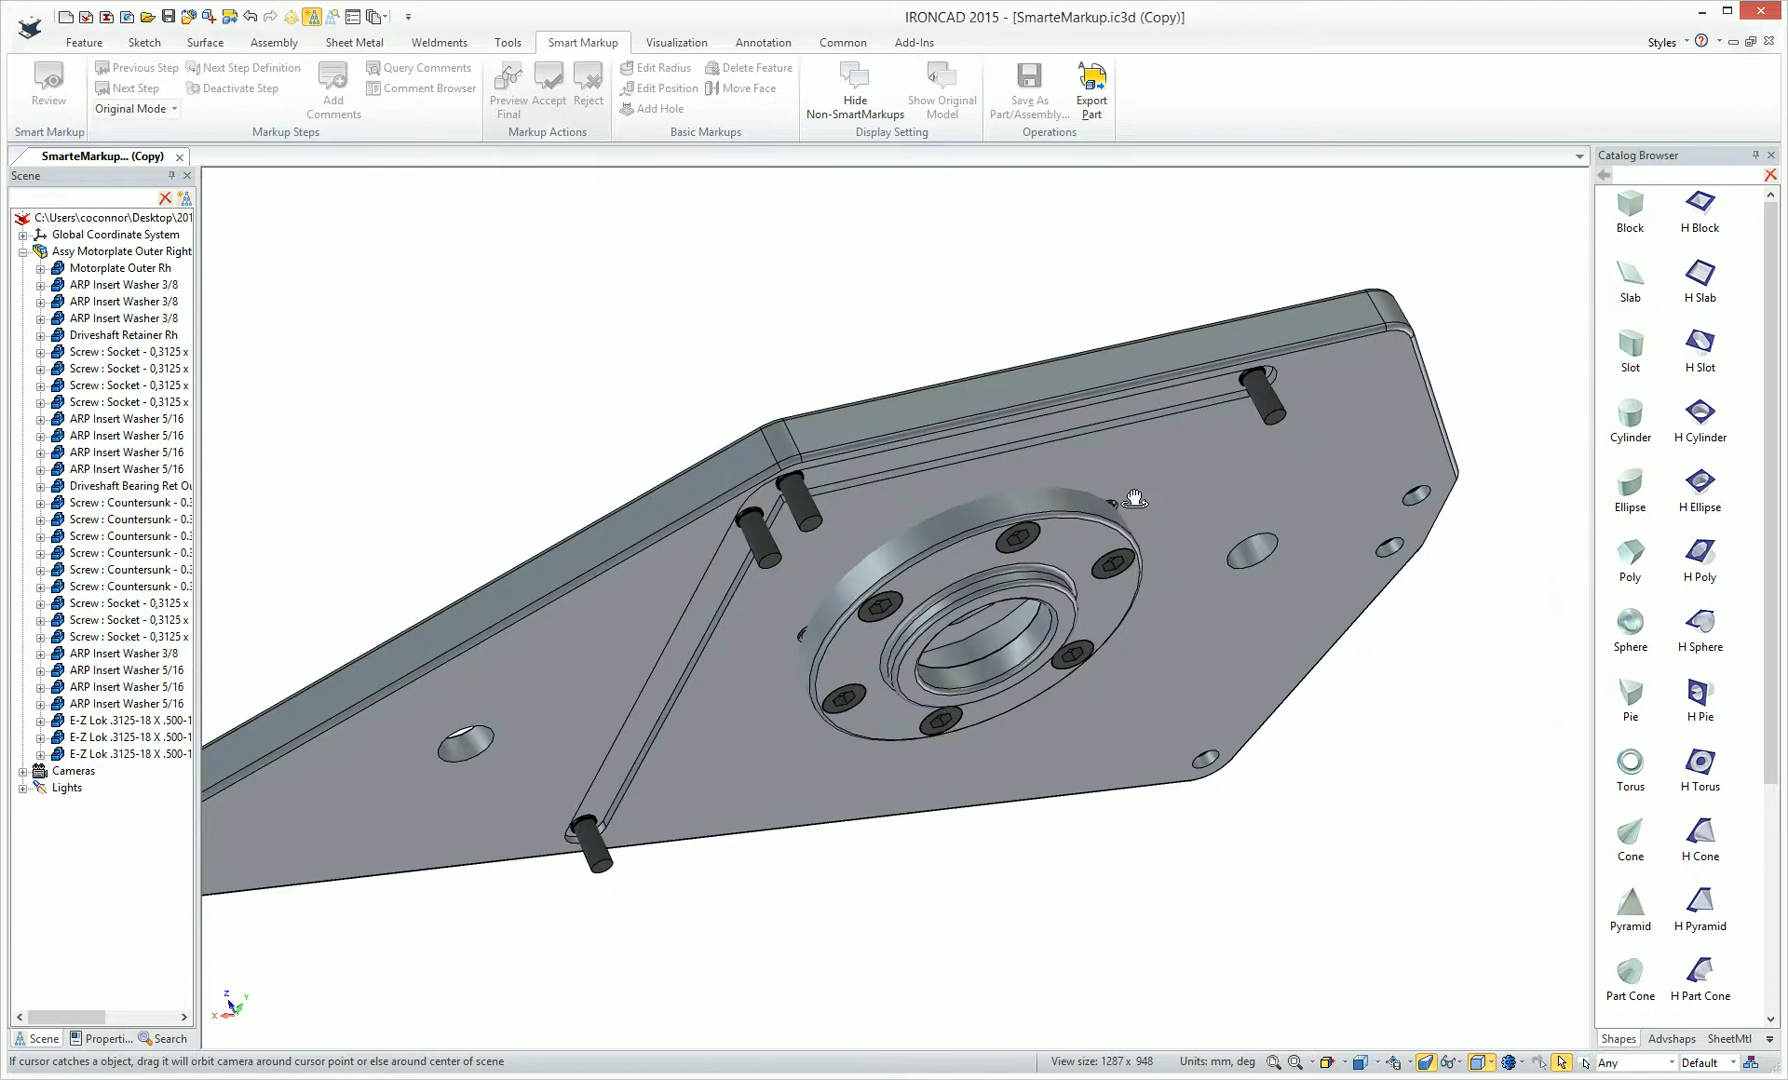 IRONCAD 2015 - [SmarteMarkup.ic3d (Copy)]
Feature Sketch Surface Assembly Sheet Metal Weldments Tools Smart Markup Visualization Annotation Common Add-Ins Styles
Review
Smart Markup
Previous Step
Next Step
Original Mode
Next Step Definition
Deactivate Step
Add Comments
Query Comments
Comment Browser
Markup Steps
Preview Final
Accept
Reject
Markup Actions
Edit Radius
Edit Position
Add Hole
Delete Feature
Move Face
Basic Markups
Hide Non-SmartMarkups
Show Original Model
Display Setting
Save As Part/Assembly...
Export Part
Operations
SmarteMarkup... (Copy)
Scene
C:\Users\coconnor\Desktop\201
Global Coordinate System
Assy Motorplate Outer Right
Motorplate Outer Rh
ARP Insert Washer 3/8
ARP Insert Washer 3/8
ARP Insert Washer 3/8
Driveshaft Retainer Rh
Screw : Socket - 0,3125 x
Screw : Socket - 0,3125 x
Screw : Socket - 0,3125 x
Screw : Socket - 0,3125 x
ARP Insert Washer 5/16
ARP Insert Washer 5/16
ARP Insert Washer 5/16
ARP Insert Washer 5/16
Driveshaft Bearing Ret Ou
Screw : Countersunk - 0.3
Screw : Countersunk - 0.3
Screw : Countersunk - 0.3
Screw : Countersunk - 0.3
Screw : Countersunk - 0.3
Screw : Countersunk - 0.3
Screw : Socket - 0,3125 x
Screw : Socket - 0,3125 x
Screw : Socket - 0,3125 x
ARP Insert Washer 3/8
ARP Insert Washer 5/16
ARP Insert Washer 5/16
ARP Insert Washer 5/16
E-Z Lok .3125-18 X .500-1
E-Z Lok .3125-18 X .500-1
E-Z Lok .3125-18 X .500-1
Cameras
Lights
Scene Properti... Search
Z
Y
X
Catalog Browser
Block H Block
Slab H Slab
Slot H Slot
Cylinder H Cylinder
Ellipse H Ellipse
Poly H Poly
Sphere H Sphere
Pie H Pie
Torus H Torus
Cone H Cone
Pyramid H Pyramid
Part Cone H Part Cone
Shapes Advshaps SheetMtl
If cursor catches a object, drag it will orbit camera around cursor point or else around center of scene
View size: 1287 x 948
Units: mm, deg
Any
Default